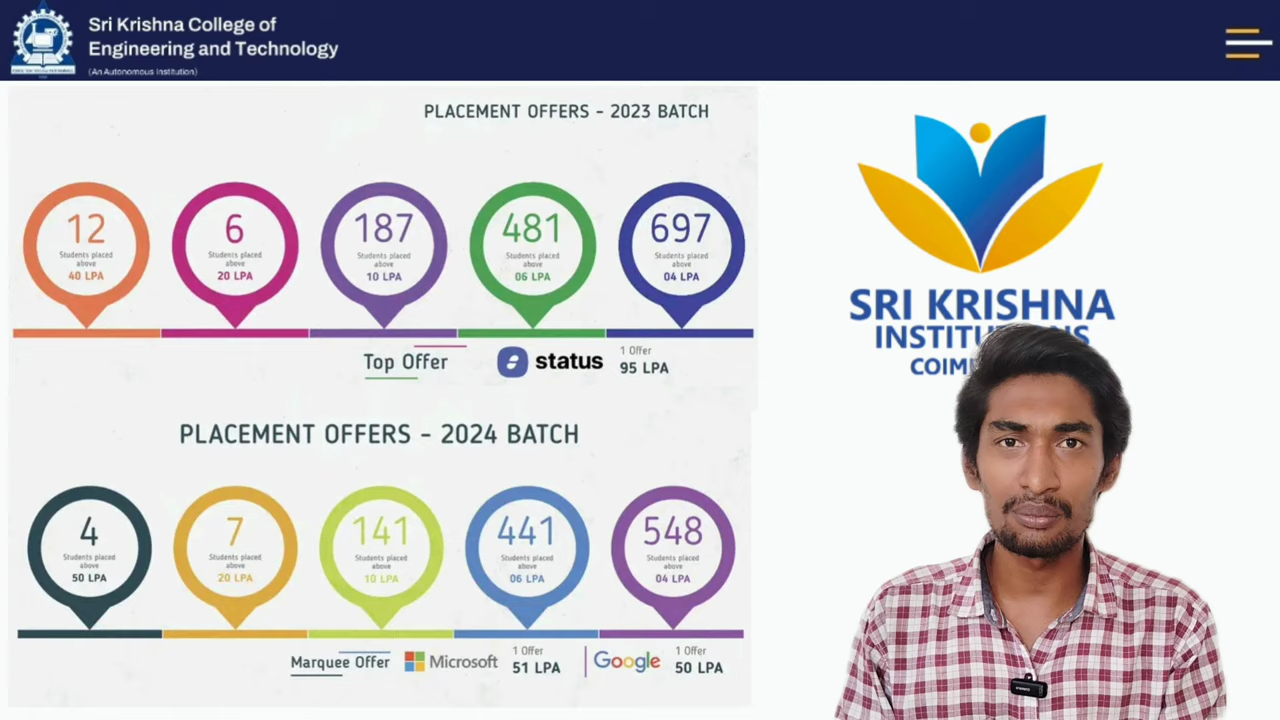 Sri Krishna College of
Engineering and Technology
(An Autonomous Institution)
PLACEMENT OFFERS - 2023 BATCH
12
Students placed
above
40 LPA
6
Students placed
above
20 LPA
187
Students placed
above
10 LPA
481
Students placed
above
06 LPA
697
Students placed
above
04 LPA
Top Offer
status
1 Offer
95 LPA
PLACEMENT OFFERS - 2024 BATCH
4
Students placed
above
50 LPA
7
Students placed
above
20 LPA
141
Students placed
above
10 LPA
441
Students placed
above
06 LPA
548
Students placed
above
04 LPA
Marquee Offer
Microsoft
1 Offer
51 LPA
Google
1 Offer
50 LPA
SRI KRISHNA